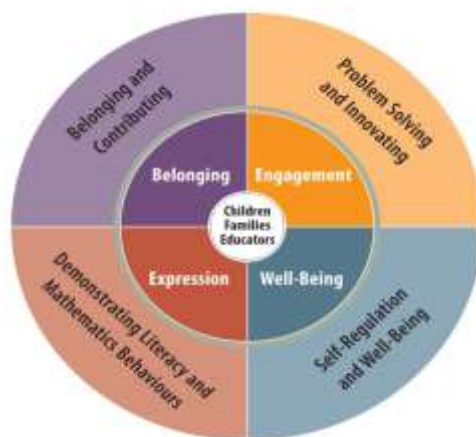 Belonging and
Contributing
Problem Solving
and Innovating
Belonging
Engagement
Children
Families
Educators
Expression
Well-Being
Demonstrating Literacy and
Mathematics Behaviours
Self-Regulation
and Well-Being